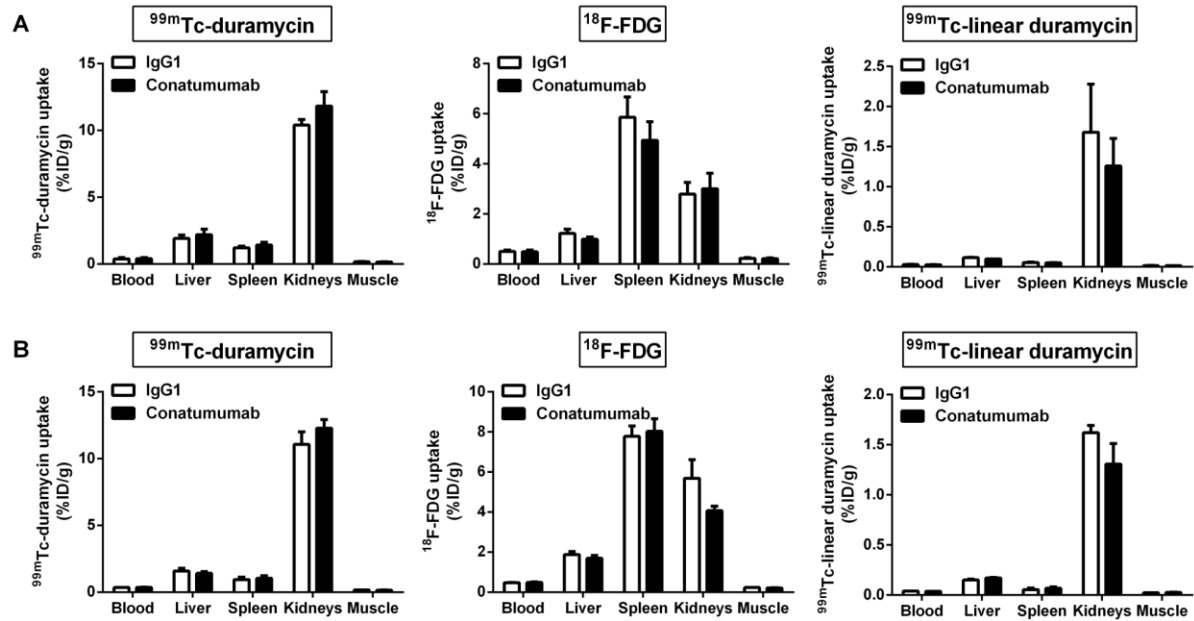 A
99mTc-duramycin
IgG1
Conatumumab
99mTc-duramycin uptake
(%ID/g)
15
10
5
0
Blood Liver Spleen Kidneys Muscle
18F-FDG
IgG1
Conatumumab
18F-FDG uptake
(%ID/g)
8
6
4
2
0
Blood Liver Spleen Kidneys Muscle
99mTc-linear duramycin
IgG1
Conatumumab
99mTc-linear duramycin uptake
(%ID/g)
2.5
2.0
1.5
1.0
0.5
0.0
Blood Liver Spleen Kidneys Muscle
B
99mTc-duramycin
IgG1
Conatumumab
99mTc-duramycin uptake
(%ID/g)
15
10
5
0
Blood Liver Spleen Kidneys Muscle
18F-FDG
IgG1
Conatumumab
18F-FDG uptake
(%ID/g)
10
8
6
4
2
0
Blood Liver Spleen Kidneys Muscle
99mTc-linear duramycin
IgG1
Conatumumab
99mTc-linear duramycin uptake
(%ID/g)
2.0
1.5
1.0
0.5
0.0
Blood Liver Spleen Kidneys Muscle